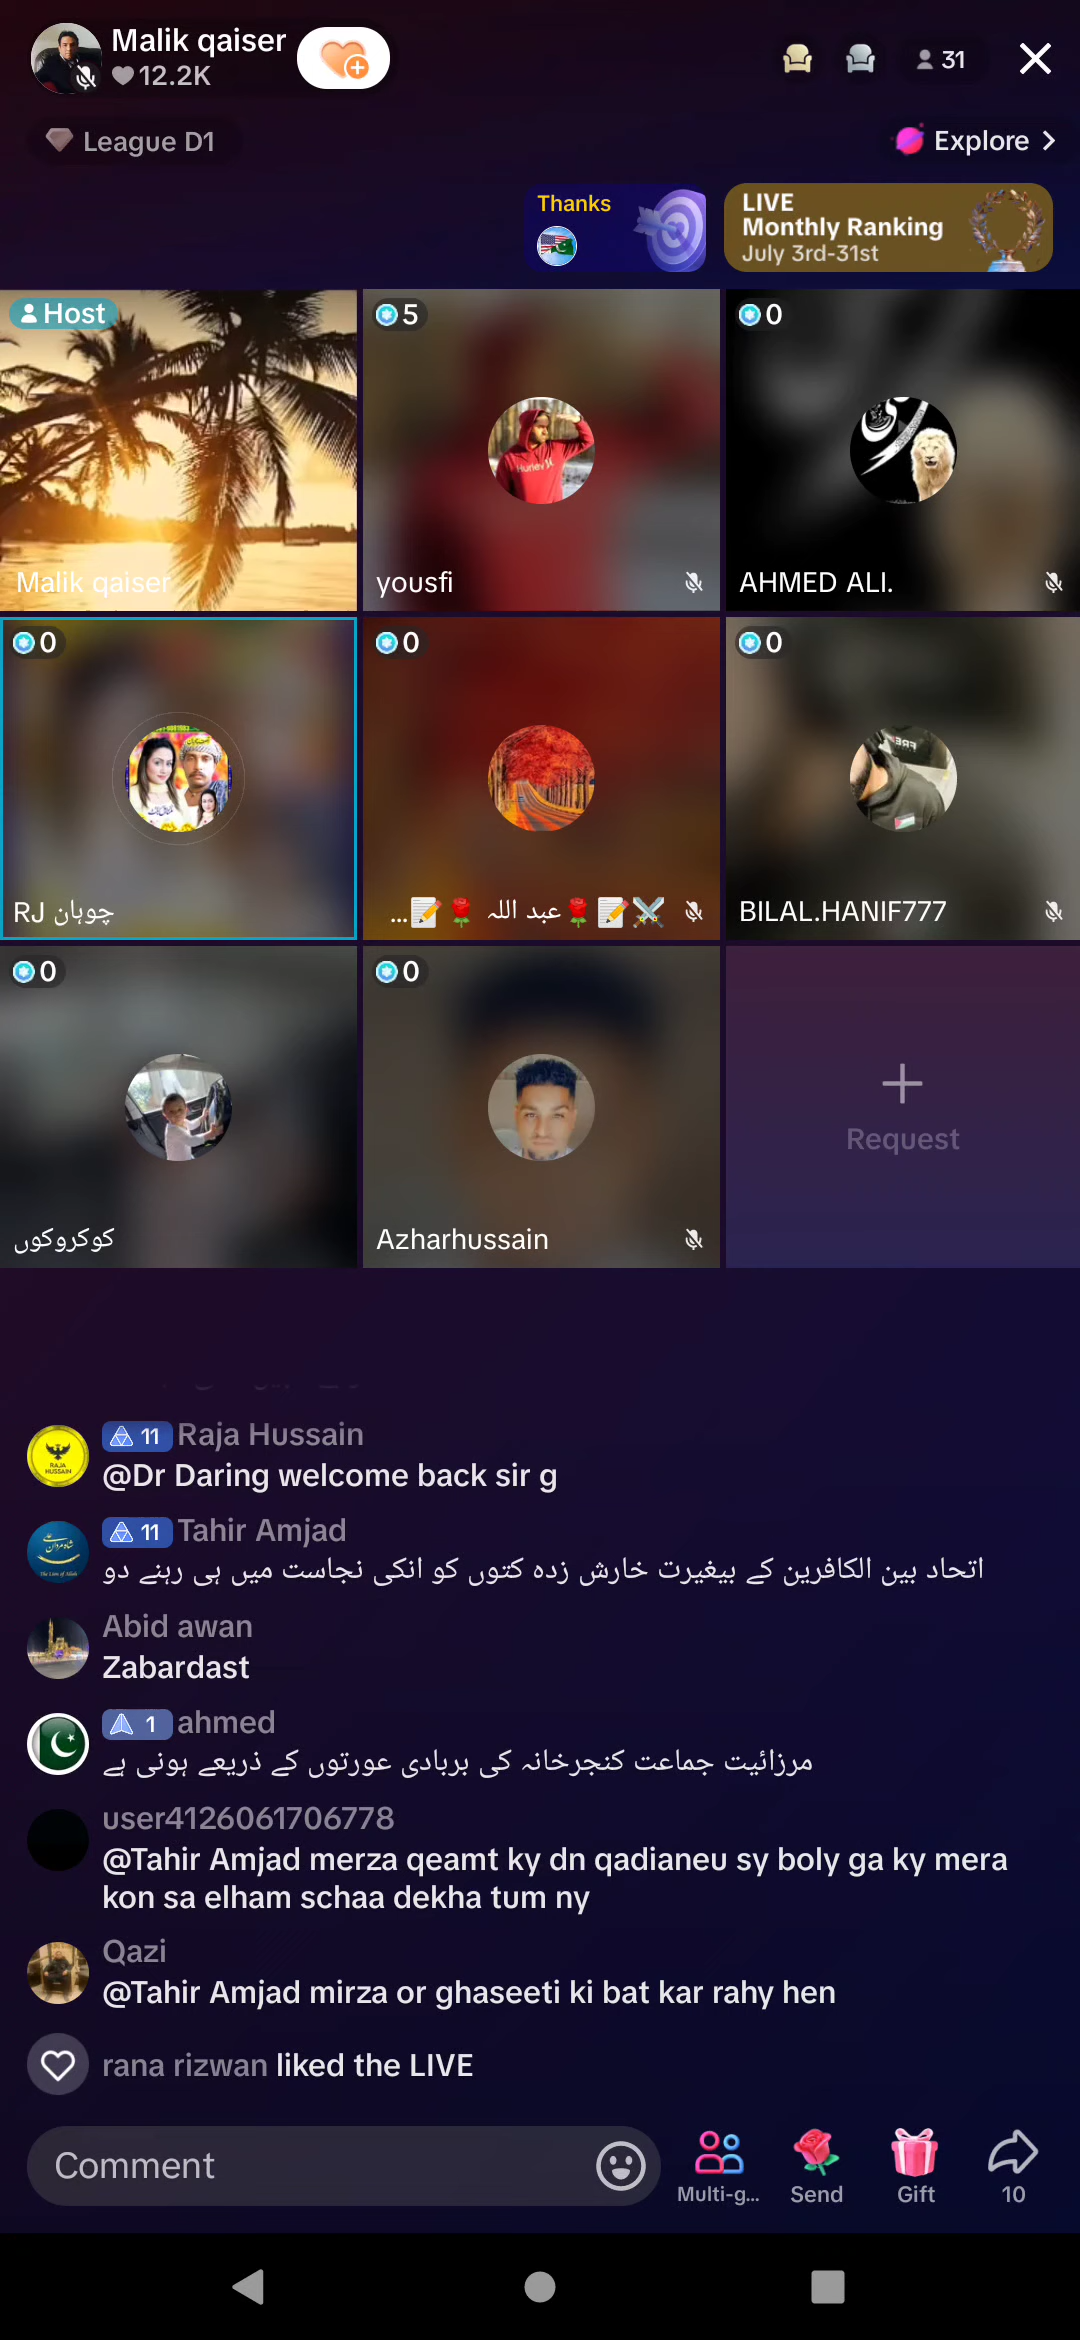 Malik qaiser
12.2K
31
League D1
Explore
Thanks
LIVE
Monthly Ranking
July 3rd-31st
Host
Malik qaiser
5
yousfi
0
AHMED ALI.
0
RJ چوہان
0
⚔️📝🌹عبد اللہ 🌹📝...
0
BILAL.HANIF777
0
کوکروکوں
0
Azharhussain
Request
11 Raja Hussain
@Dr Daring welcome back sir g
11 Tahir Amjad
اتحاد بین الکافرین کے بیغیرت خارش زدہ کتوں کو انکی نجاست میں ہی رہنے دو
Abid awan
Zabardast
1 ahmed
مرزائیت جماعت کنجرخانہ کی بربادی عورتوں کے ذریعے ہونی ہے
user4126061706778
@Tahir Amjad merza qeamt ky dn qadianeu sy boly ga ky mera
kon sa elham schaa dekha tum ny
Qazi
@Tahir Amjad mirza or ghaseeti ki bat kar rahy hen
rana rizwan liked the LIVE
Comment
Multi-g...
Send
Gift
10
RAJA
HUSSAIN